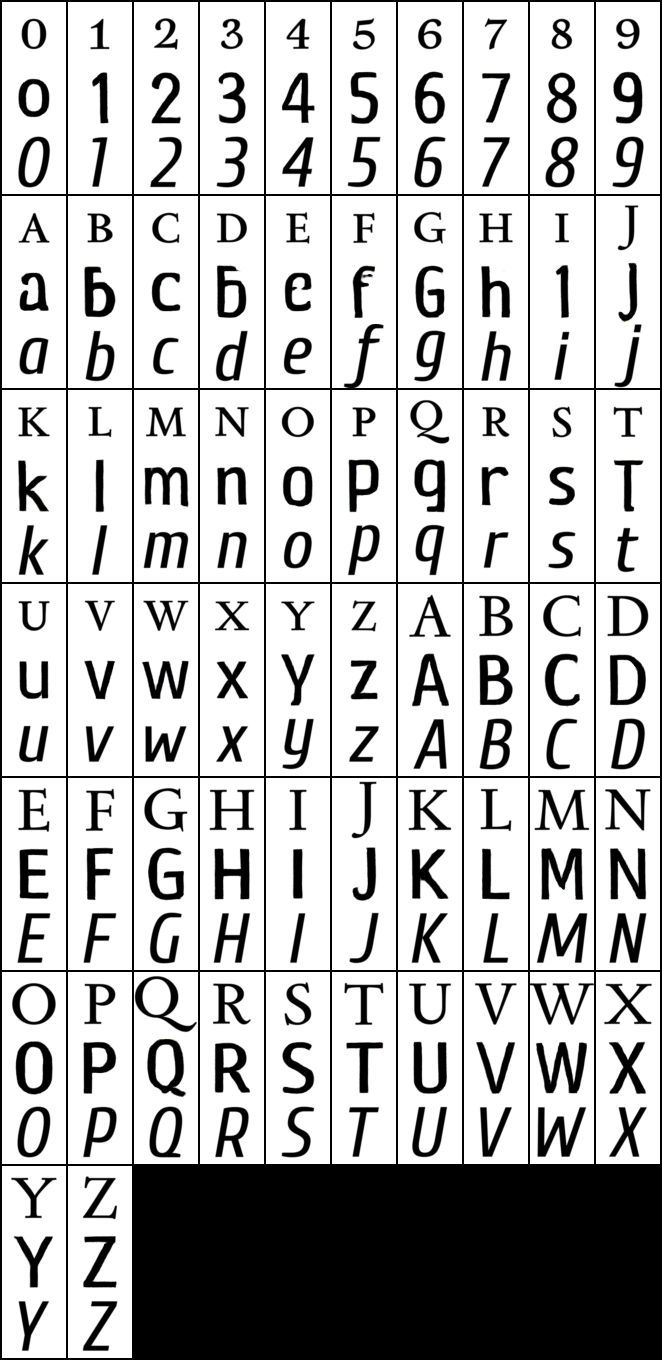 0 1 2 3 4 5 6 7 8 9
o 1 2 3 4 5 6 7 8 9
0 1 2 3 4 5 6 7 8 9
A B C D E F G H I J
a b c d e f G h 1 J
a b c d e f g h i j
K L M N O P Q R S T
k l m n o p q r s T
k l m n o p q r s t
U V W X Y Z A B C D
u v w x y z A B C D
u v w x y z A B C D
E F G H I J K L M N
E F G H I J K L M N
E F G H I J K L M N
O P Q R S T U V W X
O P Q R S T U V W X
O P Q R S T U V W X
Y Z
Y Z
Y Z